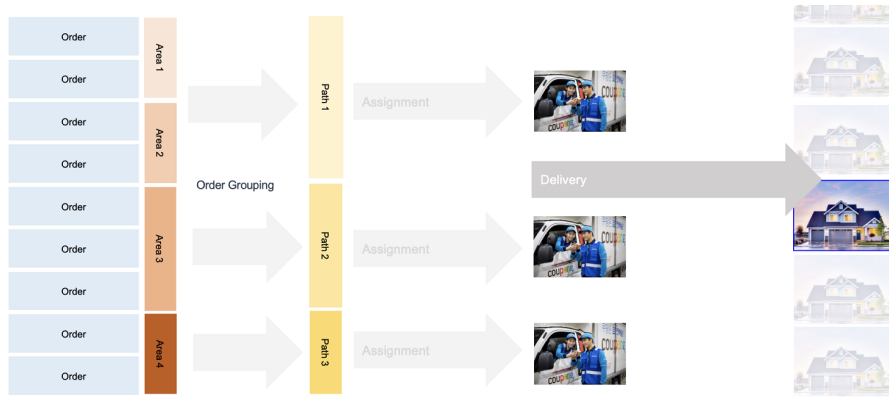 Order
Order
Order
Order
Order
Order
Order
Order
Order
Area 1
Area 2
Area 3
Area 4
Order Grouping
Path 1
Path 2
Path 3
Assignment
Assignment
Assignment
Delivery